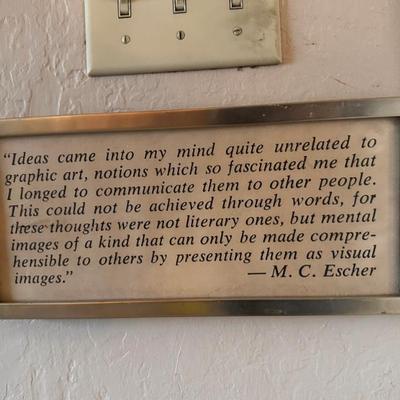 “Ideas came into my mind quite unrelated to
graphic art, notions which so fascinated me that
I longed to communicate them to other people.
This could not be achieved through words, for
these thoughts were not literary ones, but mental
images of a kind that can only be made compre-
hensible to others by presenting them as visual
images.” — M. C. Escher